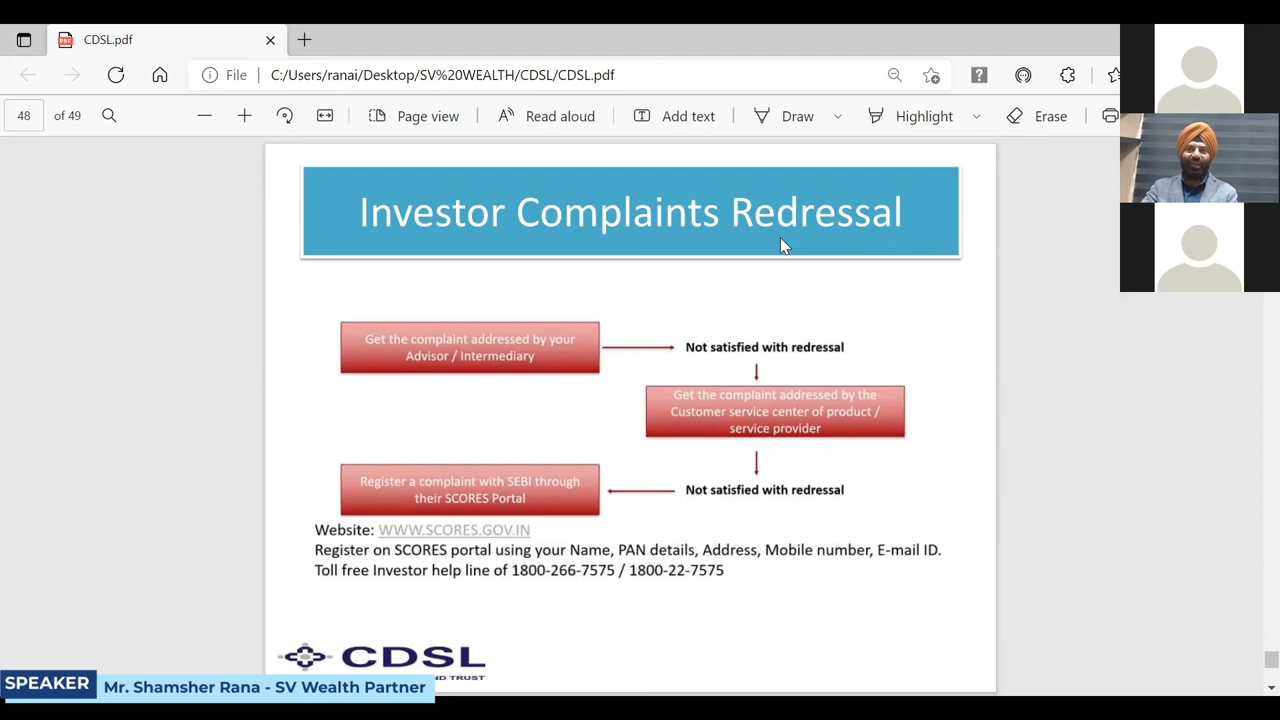 CDSL.pdf
File C:/Users/ranai/Desktop/SV%20WEALTH/CDSL/CDSL.pdf
48 of 49 Page view Read aloud Add text Draw Highlight Erase
Investor Complaints Redressal
Get the complaint addressed by your
Advisor / Intermediary
Not satisfied with redressal
Get the complaint addressed by the
Customer service center of product /
service provider
Not satisfied with redressal
Register a complaint with SEBI through
their SCORES Portal
Website: WWW.SCORES.GOV.IN
Register on SCORES portal using your Name, PAN details, Address, Mobile number, E-mail ID.
Toll free Investor help line of 1800-266-7575 / 1800-22-7575
CDSL
ND TRUST
SPEAKER
Mr. Shamsher Rana - SV Wealth Partner